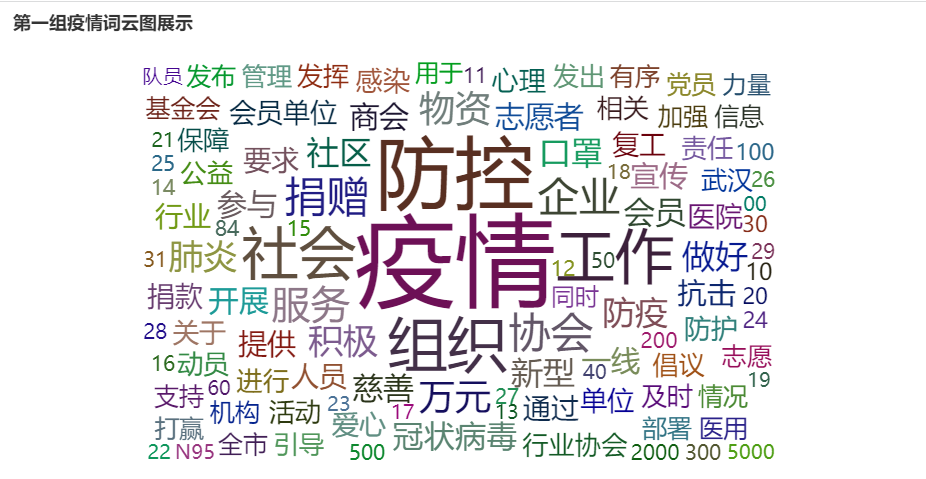 第一组疫情词云图展示
队员 发布 管理 发挥 感染 用于 11 心理 发出 有序 党员 力量
基金会 会员单位 商会 物资 志愿者 相关 加强 信息
21 保障 要求 社区 防控 口罩 复工 责任 100
25 公益 捐赠 企业 18 宣传 武汉 26
14 参与 会员 医院 00
行业 84 15 30
31 肺炎 社会 疫情 12 50 工作 做好 29
10
捐款 开展 服务 同时 防疫 抗击 20
28 关于 提供 积极 组织 协会 200 防护 24
16 动员 新型 一线 倡议 志愿
支持 60 进行 人员 慈善 万元 27 40 单位 及时 情况 19
机构 活动 23 17 13 通过
打赢 爱心 冠状病毒 行业协会 部署 医用
22 N95 全市 引导 500 2000 300 5000